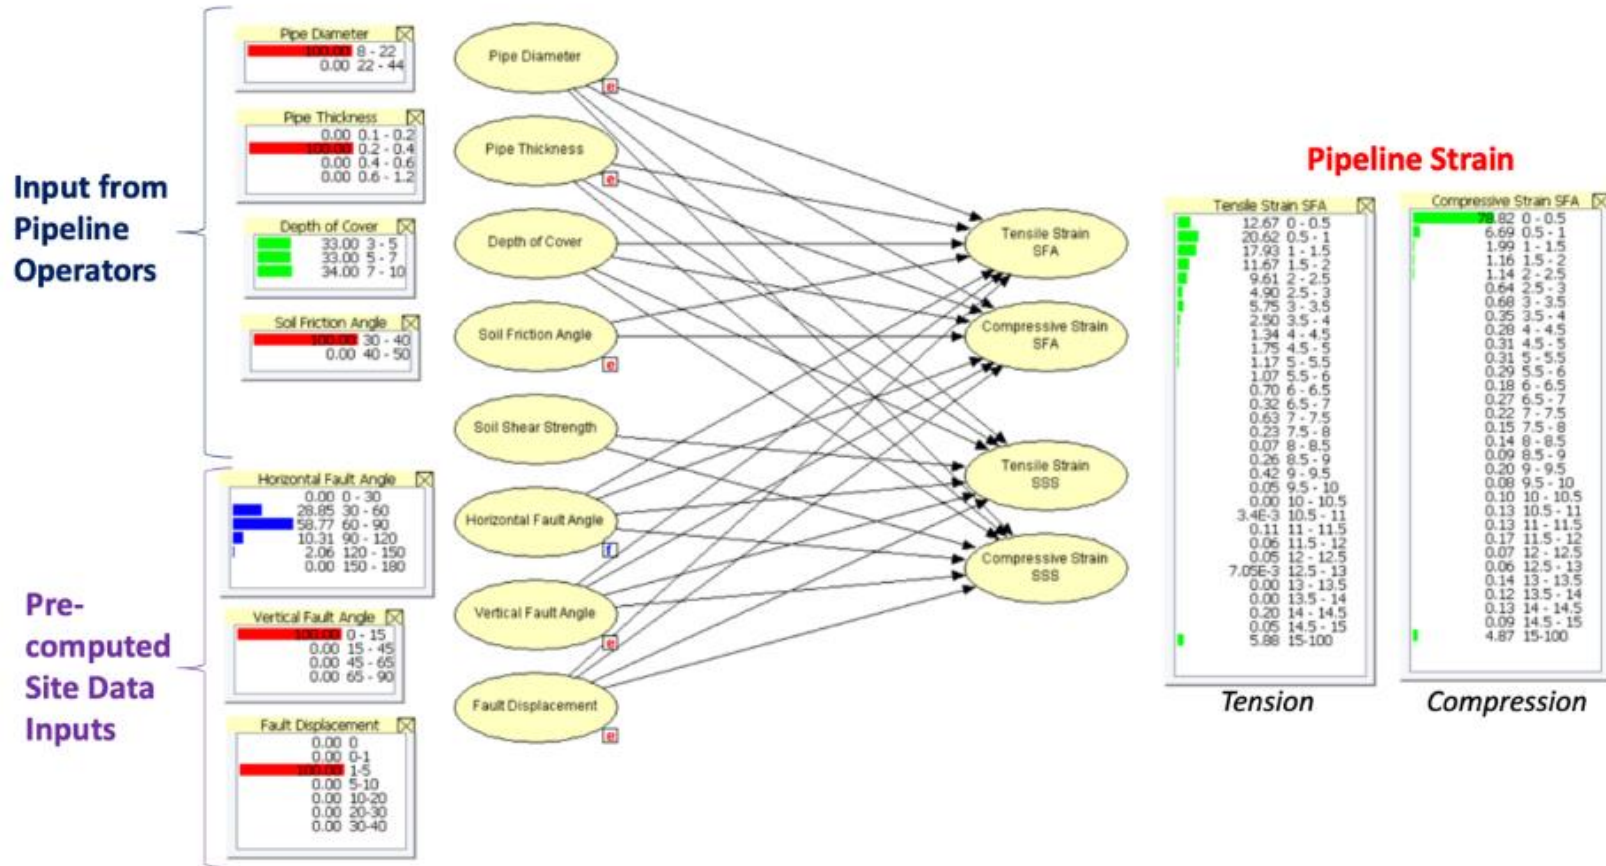 Input from
Pipeline
Operators
Pre-
computed
Site Data
Inputs
Pipe Diameter
100.00 8 - 22
0.00 22 - 44
Pipe Thickness
0.00 0.1 - 0.2
100.00 0.2 - 0.4
0.00 0.4 - 0.6
0.00 0.6 - 1.2
Depth of Cover
33.00 3 - 5
33.00 5 - 7
34.00 7 - 10
Soil Friction Angle
100.00 30 - 40
0.00 40 - 50
Horizontal Fault Angle
0.00 0 - 30
28.85 30 - 60
58.77 60 - 90
10.31 90 - 120
2.06 120 - 150
0.00 150 - 180
Vertical Fault Angle
100.00 0 - 15
0.00 15 - 45
0.00 45 - 65
0.00 65 - 90
Fault Displacement
0.00 0
0.00 0-1
100.00 1-5
0.00 5-10
0.00 10-20
0.00 20-30
0.00 30-40
Pipe Diameter
e
Pipe Thickness
e
Depth of Cover
Soil Friction Angle
e
Soil Shear Strength
Horizontal Fault Angle
f
Vertical Fault Angle
e
Fault Displacement
e
Tensile Strain
SFA
Compressive Strain
SFA
Tensile Strain
SSS
Compressive Strain
SSS
Pipeline Strain
Tensile Strain SFA
12.67 0 - 0.5
20.62 0.5 - 1
17.93 1 - 1.5
11.67 1.5 - 2
9.61 2 - 2.5
4.90 2.5 - 3
5.75 3 - 3.5
2.50 3.5 - 4
1.34 4 - 4.5
1.75 4.5 - 5
1.17 5 - 5.5
1.07 5.5 - 6
0.70 6 - 6.5
0.32 6.5 - 7
0.63 7 - 7.5
0.23 7.5 - 8
0.07 8 - 8.5
0.26 8.5 - 9
0.42 9 - 9.5
0.05 9.5 - 10
0.00 10 - 10.5
3.4E-3 10.5 - 11
0.11 11 - 11.5
0.06 11.5 - 12
0.05 12 - 12.5
7.05E-3 12.5 - 13
0.00 13 - 13.5
0.00 13.5 - 14
0.20 14 - 14.5
0.05 14.5 - 15
5.88 15-100
Tension
Compressive Strain SFA
78.82 0 - 0.5
6.69 0.5 - 1
1.99 1 - 1.5
1.16 1.5 - 2
1.14 2 - 2.5
0.64 2.5 - 3
0.68 3 - 3.5
0.35 3.5 - 4
0.28 4 - 4.5
0.31 4.5 - 5
0.31 5 - 5.5
0.29 5.5 - 6
0.18 6 - 6.5
0.27 6.5 - 7
0.22 7 - 7.5
0.15 7.5 - 8
0.14 8 - 8.5
0.09 8.5 - 9
0.20 9 - 9.5
0.08 9.5 - 10
0.10 10 - 10.5
0.13 10.5 - 11
0.13 11 - 11.5
0.17 11.5 - 12
0.07 12 - 12.5
0.06 12.5 - 13
0.14 13 - 13.5
0.12 13.5 - 14
0.13 14 - 14.5
0.09 14.5 - 15
4.87 15-100
Compression